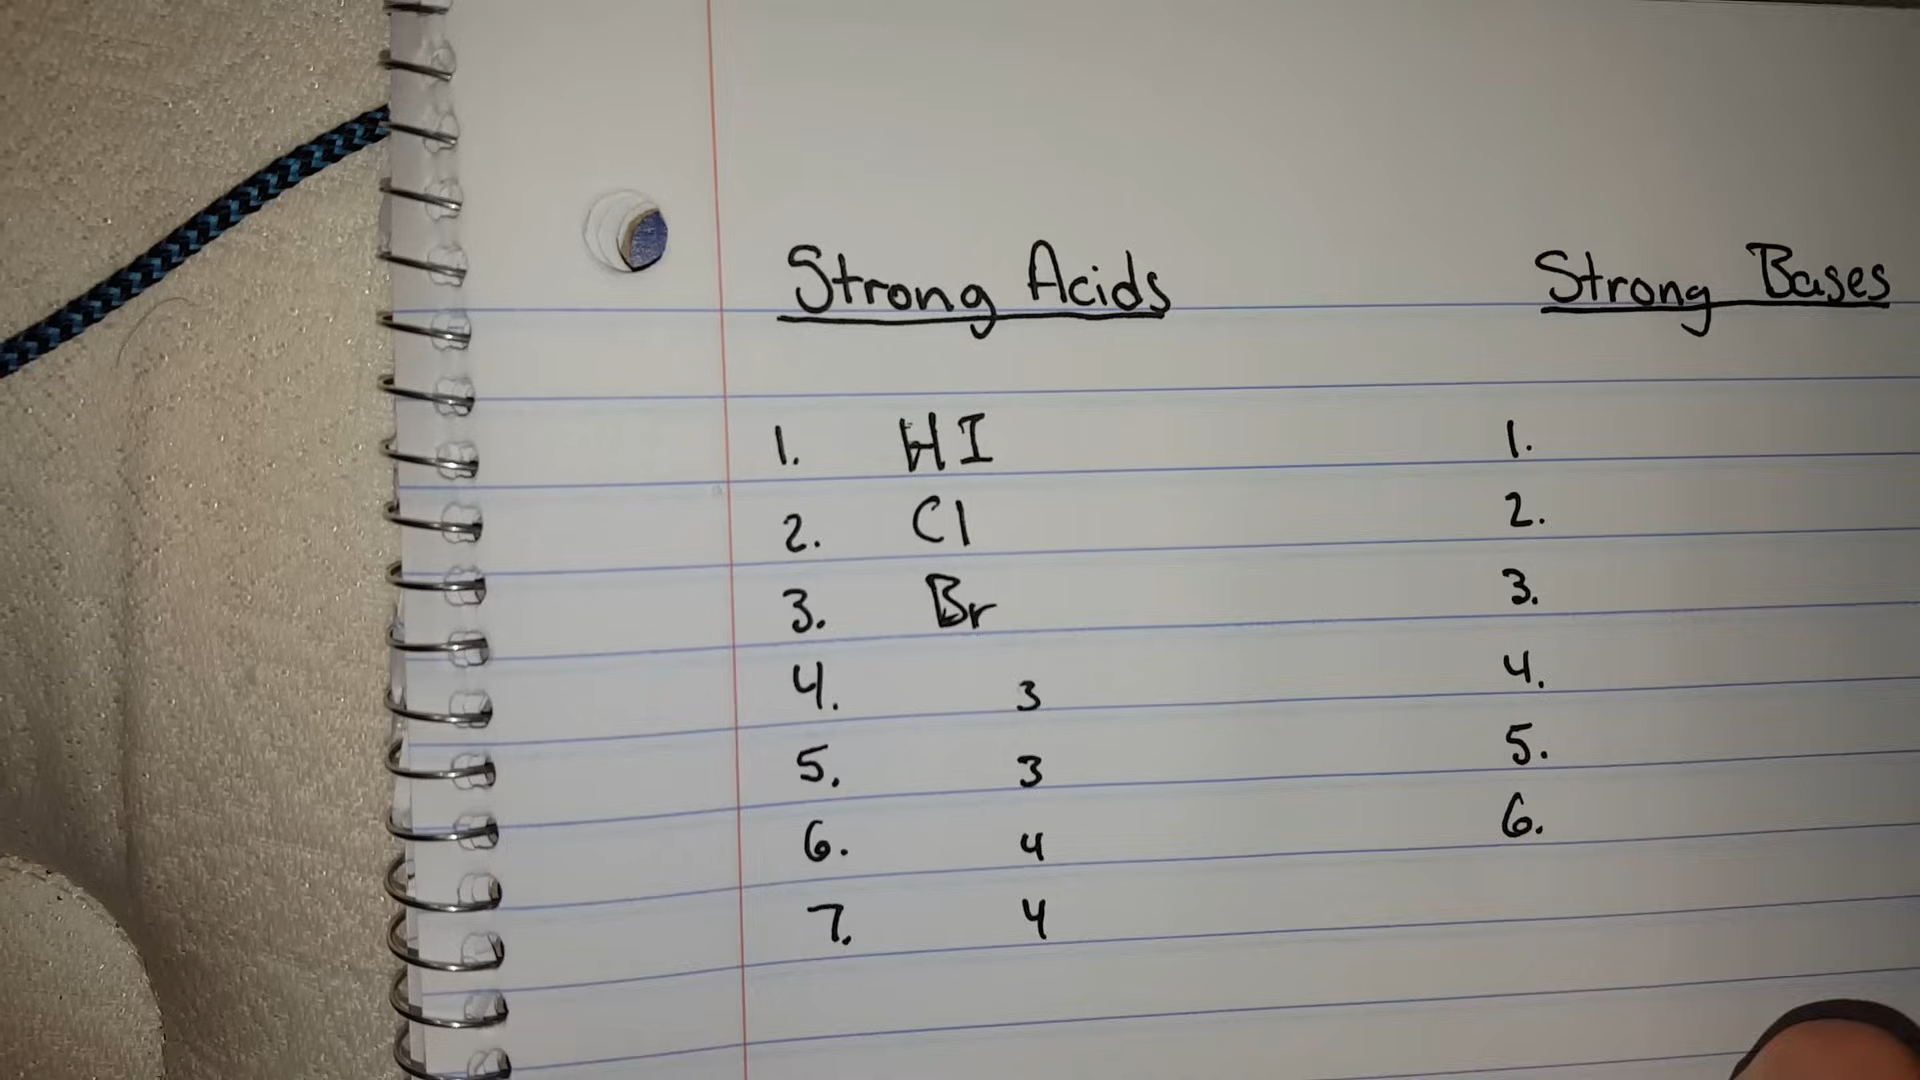 Strong Acids Strong Bases
1. HI 1.
2. Cl 2.
3. Br 3.
4. 3 4.
5. 3 5.
6. 4 6.
7. 4